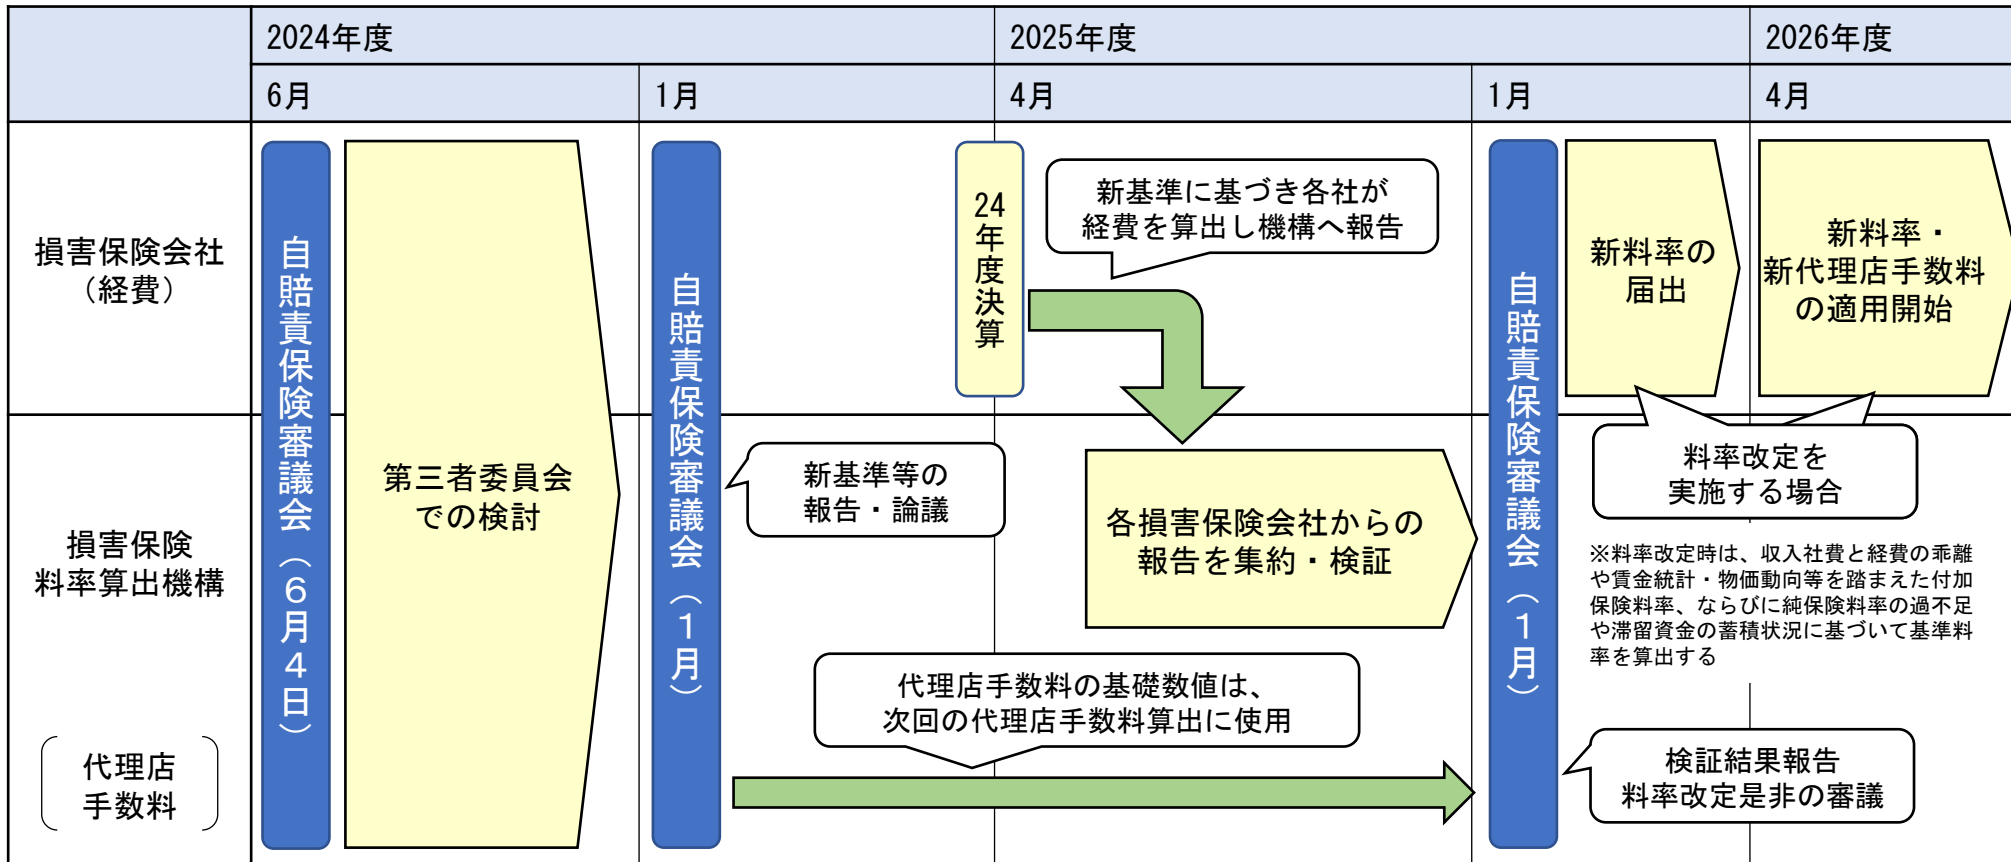 2024年度
2025年度
2026年度
6月
1月
4月
1月
4月
損害保険会社
(経費)
自賠責保険審議会(6月4日)
第三者委員会
での検討
自賠責保険審議会(1月)
新基準等の
報告・論議
24年度決算
新基準に基づき各社が
経費を算出し機構へ報告
各損害保険会社からの
報告を集約・検証
代理店手数料の基礎数値は、
次回の代理店手数料算出に使用
自賠責保険審議会(1月)
新料率の
届出
新料率・
新代理店手数料
の適用開始
料率改定を
実施する場合
※料率改定時は、収入社費と経費の乖離
や賃金統計・物価動向等を踏まえた付加
保険料率、ならびに純保険料率の過不足
や滞留資金の蓄積状況に基づいて基準料
率を算出する
検証結果報告
料率改定是非の審議
損害保険
料率算出機構
代理店
手数料